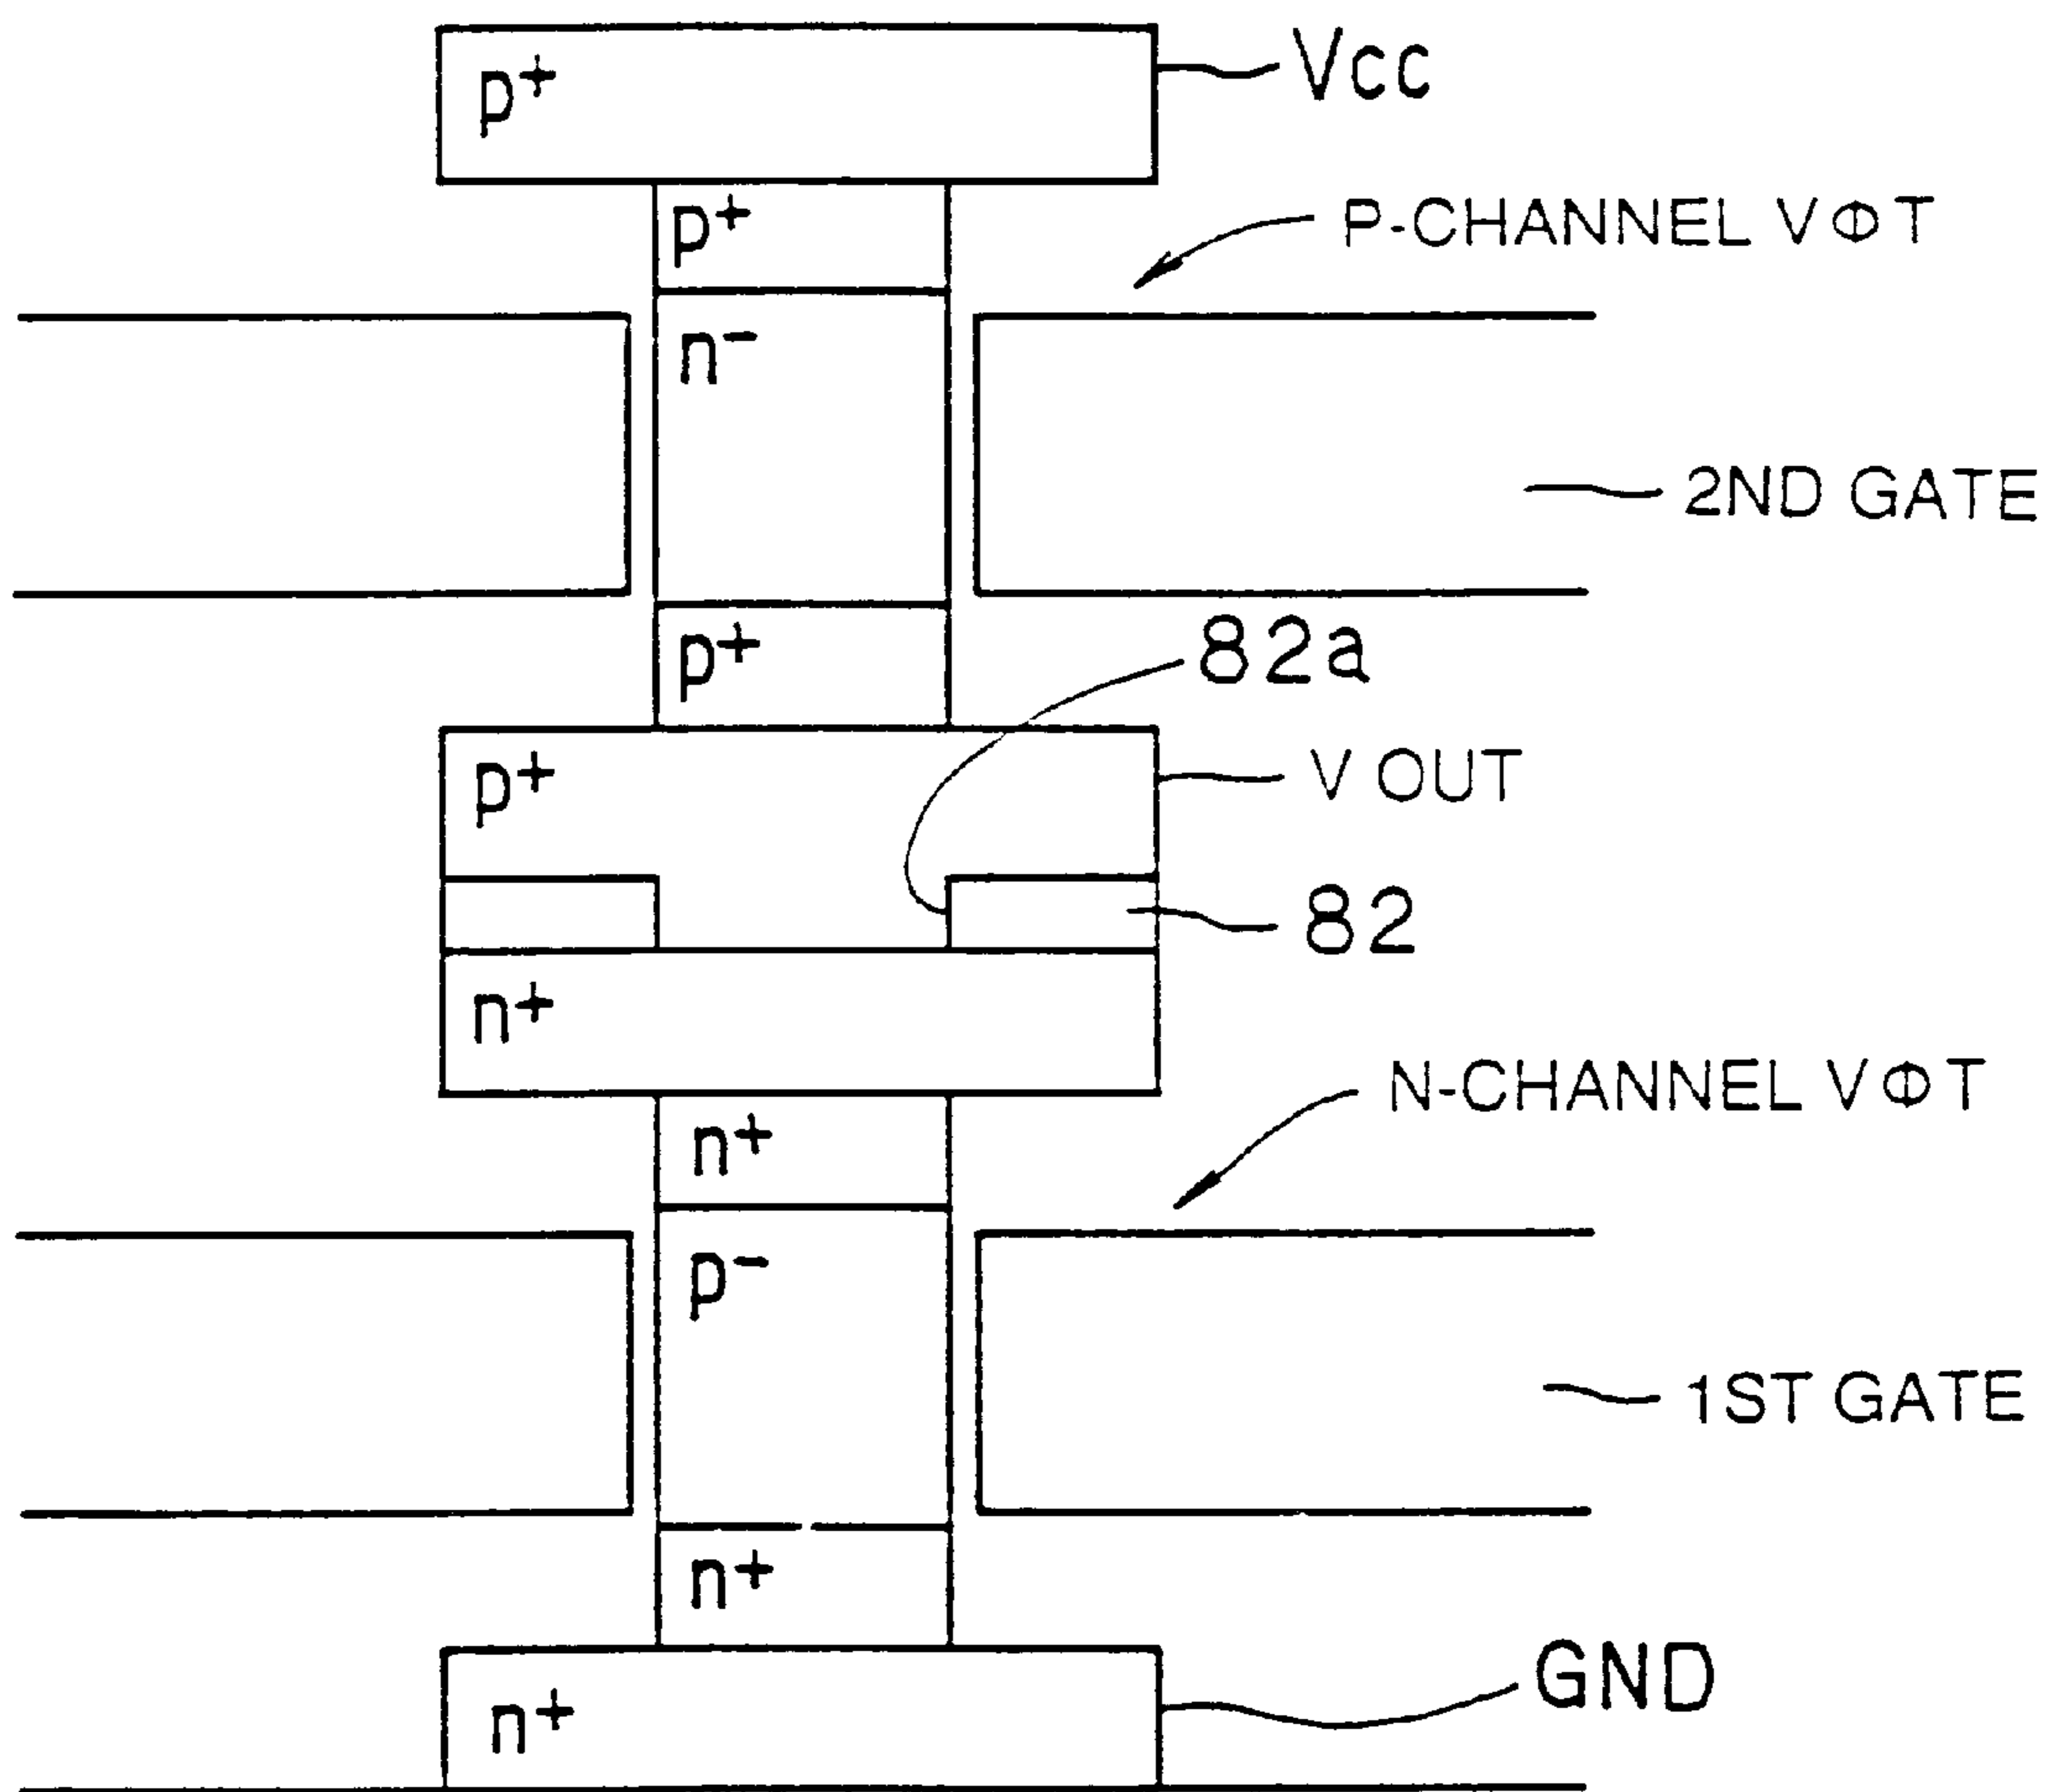 p+
Vcc
p+
P-CHANNEL VΦT
n-
2ND GATE
p+
82a
p+
V OUT
82
n+
N-CHANNEL VΦT
n+
p-
1ST GATE
n+
GND
n+